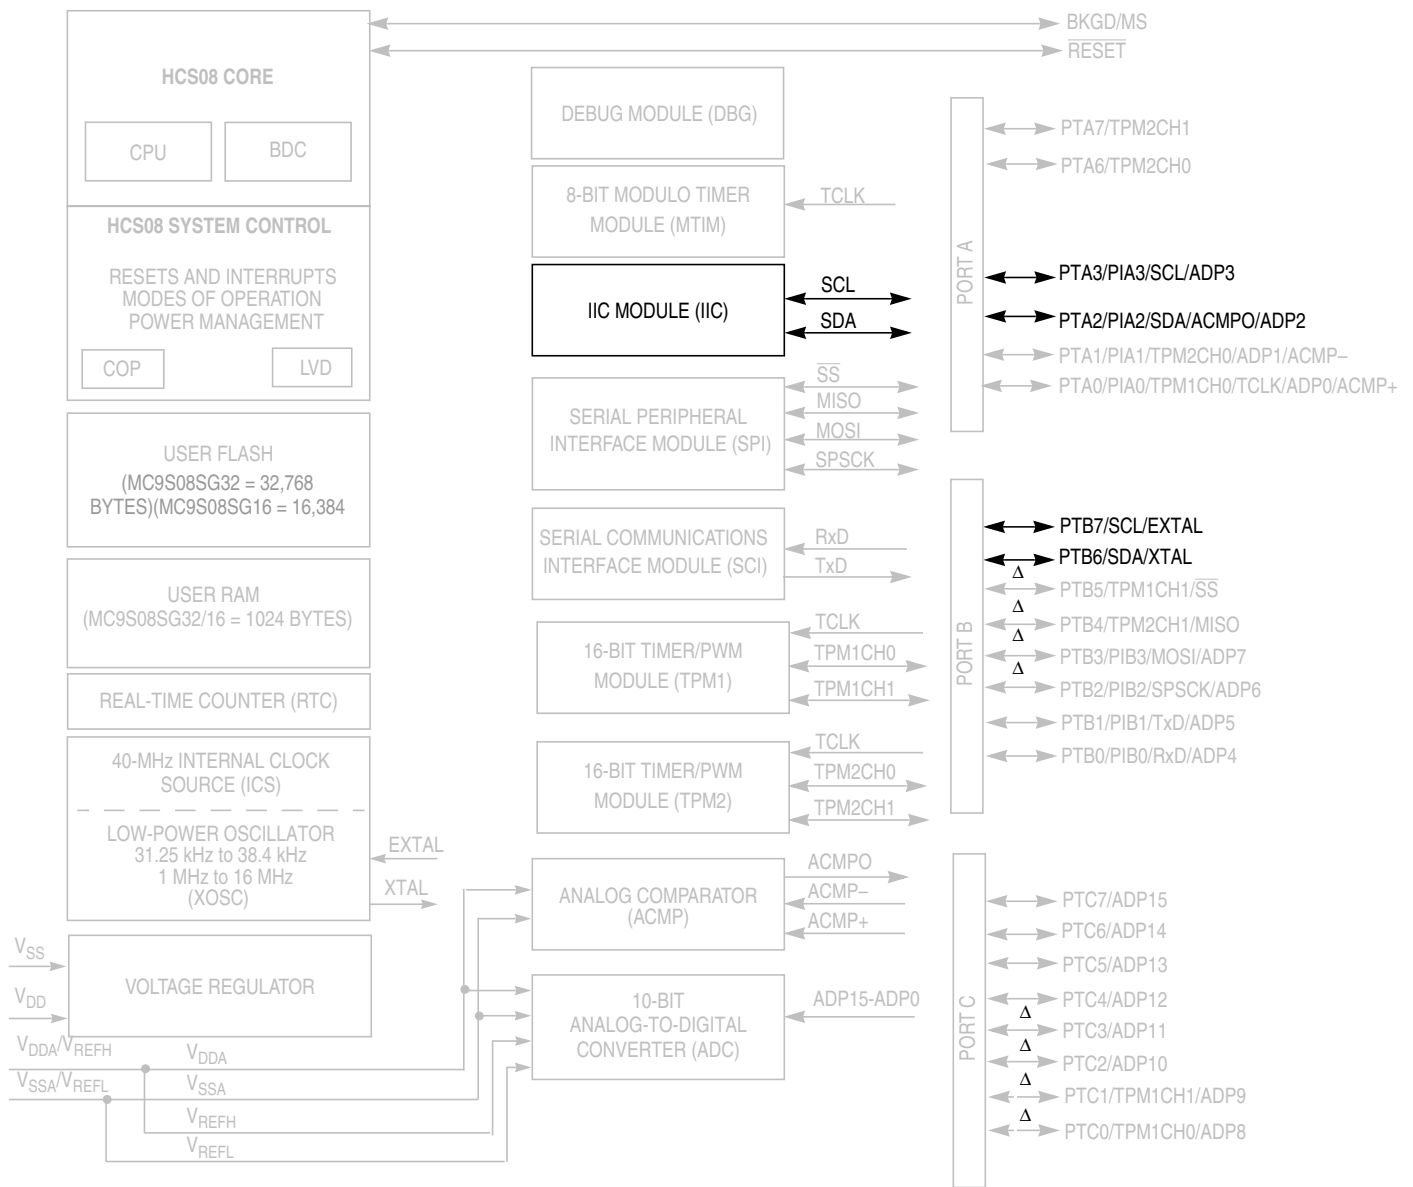 BKGD/MS
RESET
HCS08 CORE
CPU
BDC
HCS08 SYSTEM CONTROL
RESETS AND INTERRUPTS
MODES OF OPERATION
POWER MANAGEMENT
COP
LVD
USER FLASH
(MC9S08SG32 = 32,768
BYTES)(MC9S08SG16 = 16,384
USER RAM
(MC9S08SG32/16 = 1024 BYTES)
REAL-TIME COUNTER (RTC)
40-MHz INTERNAL CLOCK
SOURCE (ICS)
LOW-POWER OSCILLATOR
31.25 kHz to 38.4 kHz
1 MHz to 16 MHz
(XOSC)
EXTAL
XTAL
VSS
VDD
VOLTAGE REGULATOR
VDDA/VREFH
VSSA/VREFL
VDDA
VSSA
VREFH
VREFL
DEBUG MODULE (DBG)
8-BIT MODULO TIMER
MODULE (MTIM)
TCLK
IIC MODULE (IIC)
SCL
SDA
SERIAL PERIPHERAL
INTERFACE MODULE (SPI)
SS
MISO
MOSI
SPSCK
SERIAL COMMUNICATIONS
INTERFACE MODULE (SCI)
RxD
TxD
16-BIT TIMER/PWM
MODULE (TPM1)
TCLK
TPM1CH0
TPM1CH1
16-BIT TIMER/PWM
MODULE (TPM2)
TCLK
TPM2CH0
TPM2CH1
ANALOG COMPARATOR
(ACMP)
ACMPO
ACMP–
ACMP+
10-BIT
ANALOG-TO-DIGITAL
CONVERTER (ADC)
ADP15-ADP0
PORT A
PTA7/TPM2CH1
PTA6/TPM2CH0
PTA3/PIA3/SCL/ADP3
PTA2/PIA2/SDA/ACMPO/ADP2
PTA1/PIA1/TPM2CH0/ADP1/ACMP–
PTA0/PIA0/TPM1CH0/TCLK/ADP0/ACMP+
PORT B
PTB7/SCL/EXTAL
PTB6/SDA/XTAL
Δ
PTB5/TPM1CH1/SS
Δ
PTB4/TPM2CH1/MISO
Δ
PTB3/PIB3/MOSI/ADP7
Δ
PTB2/PIB2/SPSCK/ADP6
PTB1/PIB1/TxD/ADP5
PTB0/PIB0/RxD/ADP4
PORT C
PTC7/ADP15
PTC6/ADP14
PTC5/ADP13
PTC4/ADP12
Δ
PTC3/ADP11
Δ
PTC2/ADP10
Δ
PTC1/TPM1CH1/ADP9
Δ
PTC0/TPM1CH0/ADP8